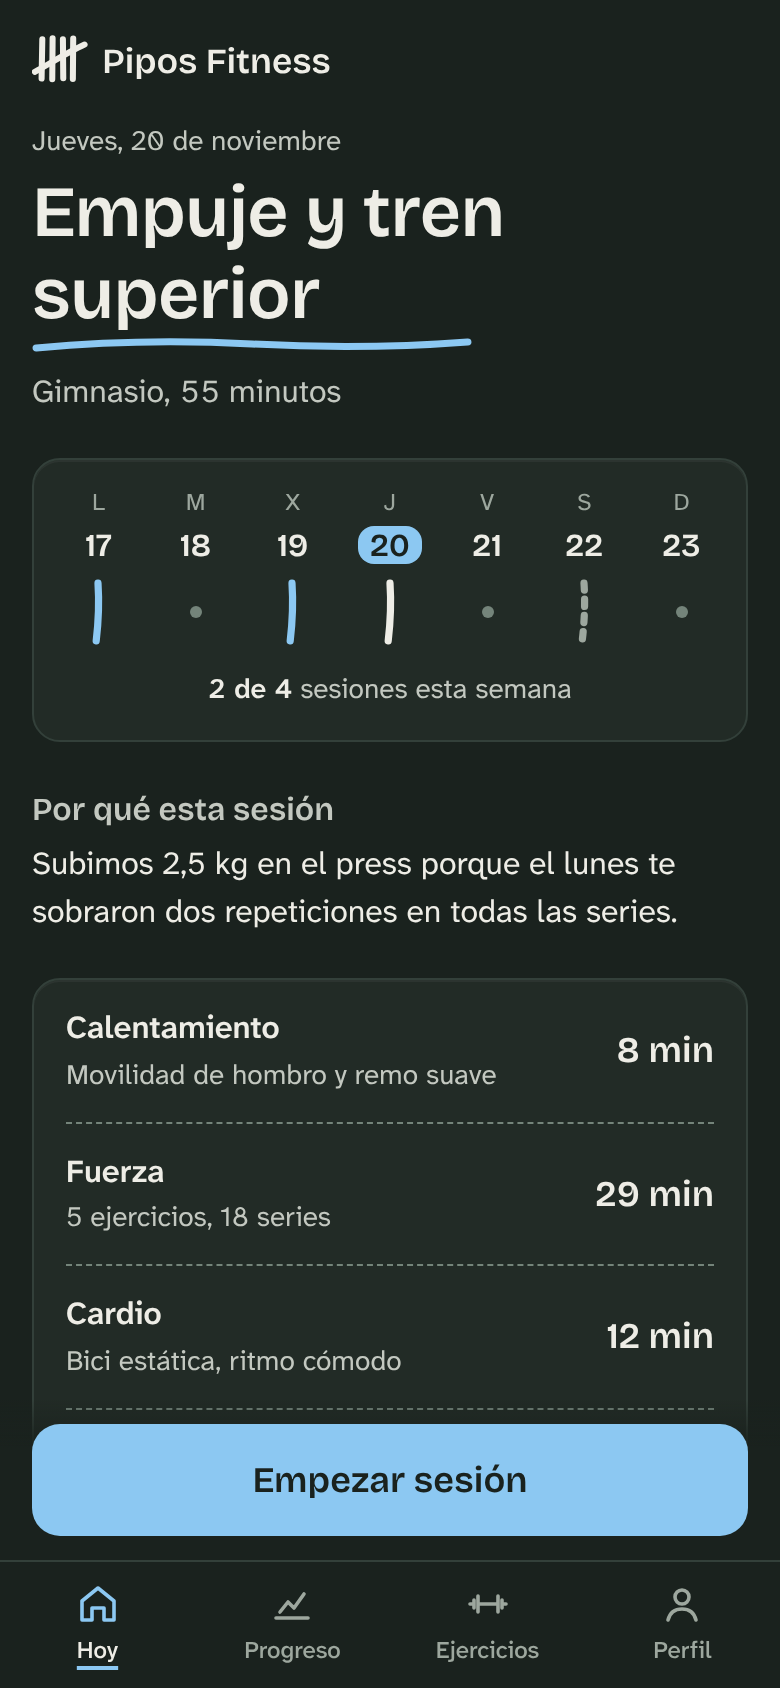 Pipos Fitness
Jueves, 20 de noviembre
Empuje y tren
superior
Gimnasio, 55 minutos
L M X J V S D
17 18 19 20 21 22 23
2 de 4 sesiones esta semana
Por qué esta sesión
Subimos 2,5 kg en el press porque el lunes te
sobraron dos repeticiones en todas las series.
Calentamiento
8 min
Movilidad de hombro y remo suave
Fuerza
29 min
5 ejercicios, 18 series
Cardio
12 min
Bici estática, ritmo cómodo
Empezar sesión
Hoy Progreso Ejercicios Perfil